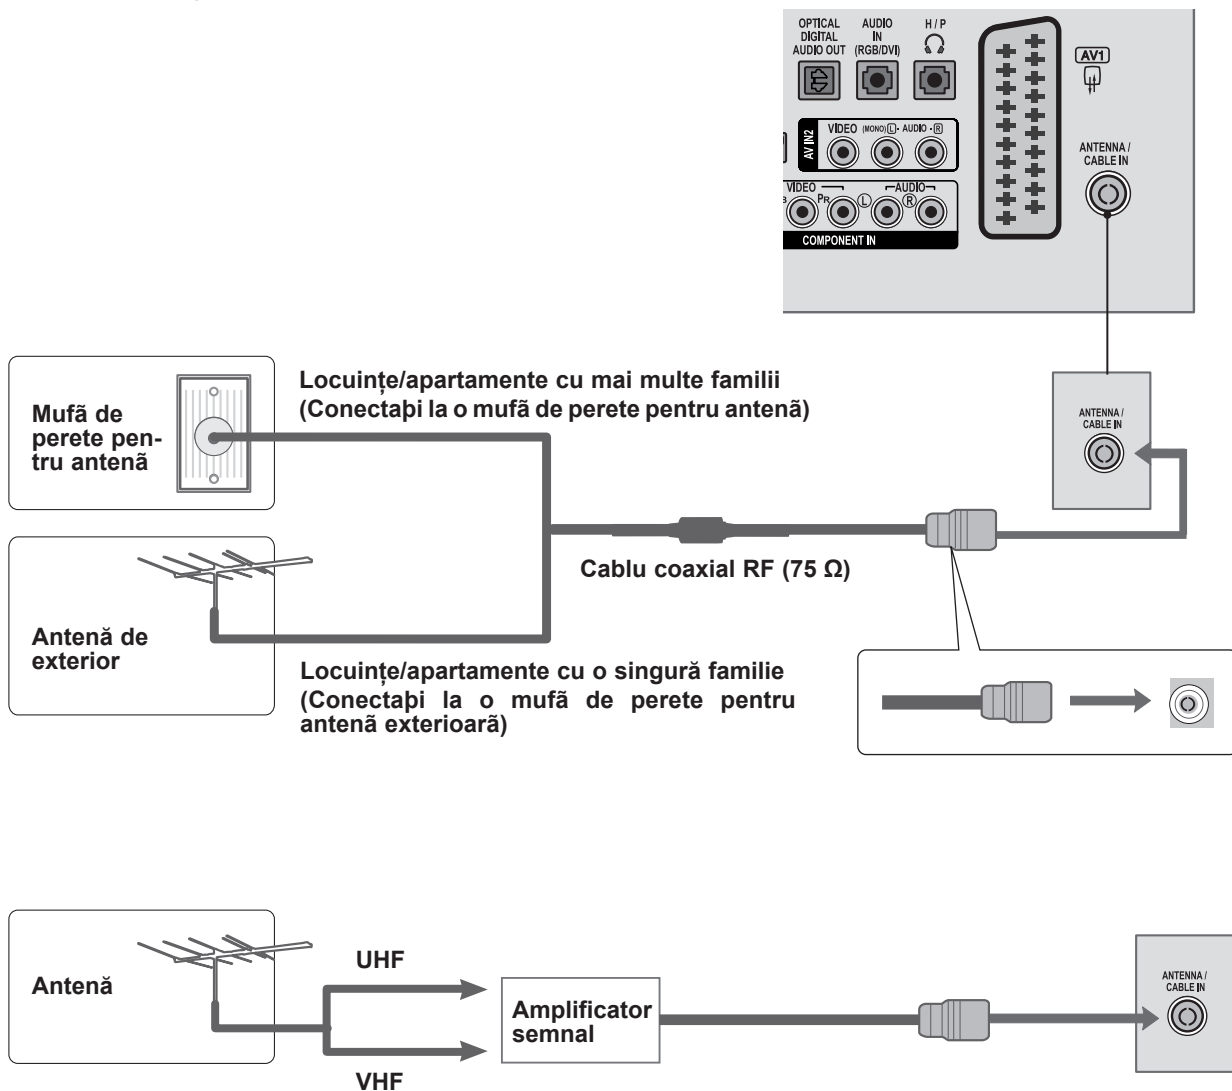 OPTICAL
DIGITAL
AUDIO OUT
AUDIO
IN
(RGB/DVI)
H / P
AV1
AV IN2
VIDEO
(MONO) L - AUDIO - R
ANTENNA /
CABLE IN
VIDEO
AUDIO
B
PR
L
R
COMPONENT IN
Mufã de
perete pen-
tru antenã
Locuințe/apartamente cu mai multe familii
(Conectaþi la o mufã de perete pentru antenã)
ANTENNA /
CABLE IN
Cablu coaxial RF (75 Ω)
Antenă de
exterior
Locuințe/apartamente cu o singură familie
(Conectaþi la o mufã de perete pentru
antenã exterioarã)
Antenă
UHF
VHF
Amplificator
semnal
ANTENNA /
CABLE IN